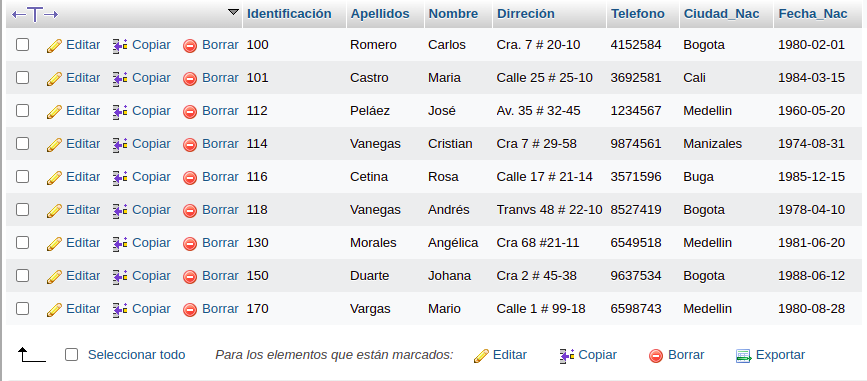 Identificación Apellidos Nombre Dirreción Telefono Ciudad_Nac Fecha_Nac
Editar Copiar Borrar 100 Romero Carlos Cra. 7 # 20-10 4152584 Bogota 1980-02-01
Editar Copiar Borrar 101 Castro Maria Calle 25 # 25-10 3692581 Cali 1984-03-15
Editar Copiar Borrar 112 Peláez José Av. 35 # 32-45 1234567 Medellin 1960-05-20
Editar Copiar Borrar 114 Vanegas Cristian Cra 7 # 29-58 9874561 Manizales 1974-08-31
Editar Copiar Borrar 116 Cetina Rosa Calle 17 # 21-14 3571596 Buga 1985-12-15
Editar Copiar Borrar 118 Vanegas Andrés Tranvs 48 # 22-10 8527419 Bogota 1978-04-10
Editar Copiar Borrar 130 Morales Angélica Cra 68 #21-11 6549518 Medellin 1981-06-20
Editar Copiar Borrar 150 Duarte Johana Cra 2 # 45-38 9637534 Bogota 1988-06-12
Editar Copiar Borrar 170 Vargas Mario Calle 1 # 99-18 6598743 Medellin 1980-08-28
Seleccionar todo Para los elementos que están marcados: Editar Copiar Borrar Exportar